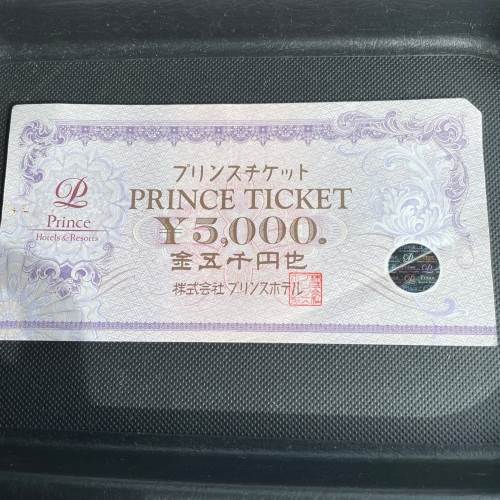 プリンスチケット
PRINCE TICKET
Prince
Hotels & Resorts
¥5,000.
金五千円也
株式会社 プリンスホテル